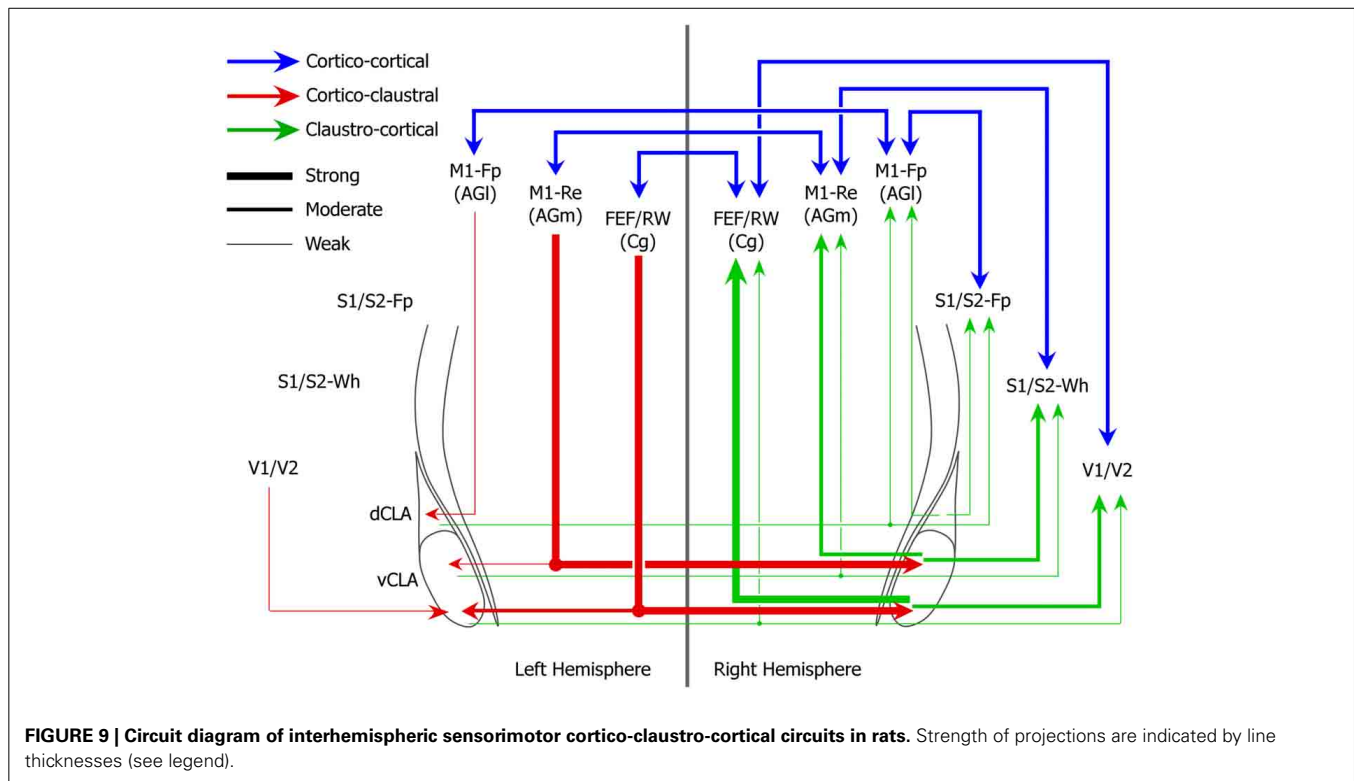 Cortico-cortical
Cortico-claustral
Claustro-cortical
Strong
Moderate
Weak
M1-Fp
(AGl)
M1-Re
(AGm)
FEF/RW
(Cg)
FEF/RW
(Cg)
M1-Re
(AGm)
M1-Fp
(AGl)
S1/S2-Fp
S1/S2-Fp
S1/S2-Wh
S1/S2-Wh
V1/V2
V1/V2
dCLA
vCLA
Left Hemisphere
Right Hemisphere
FIGURE 9 | Circuit diagram of interhemispheric sensorimotor cortico-claustro-cortical circuits in rats. Strength of projections are indicated by line
thicknesses (see legend).